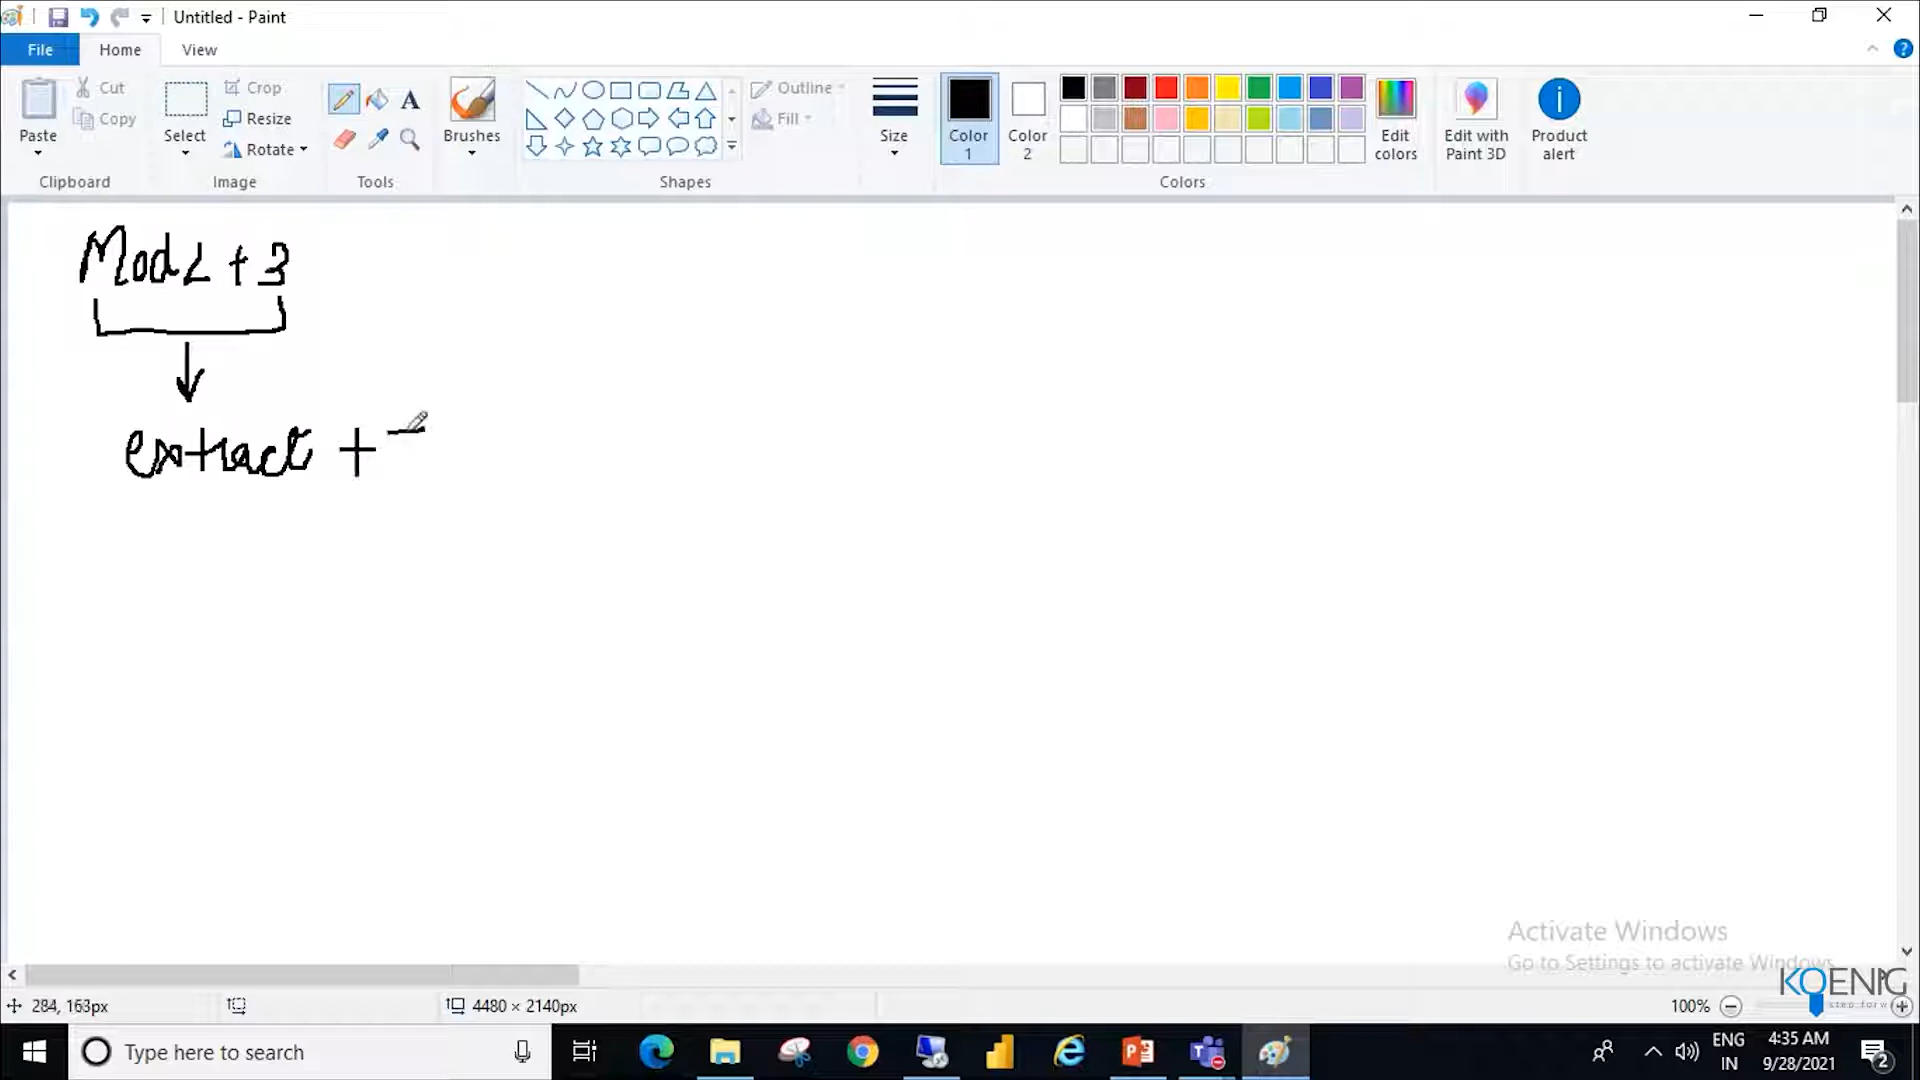 Untitled - Paint
File Home View
Paste Cut Copy Select Crop Resize Rotate Brushes Outline Fill Size Color 1 Color 2 Edit colors Edit with Paint 3D Product alert
Clipboard Image Tools Shapes Colors
Mod2 + 3
extract +
Activate Windows
Go to Settings to activate Windows.
KOENIG
step forward
284, 163px 4480 × 2140px 100%
Type here to search
ENG 4:35 AM
IN 9/28/2021 2